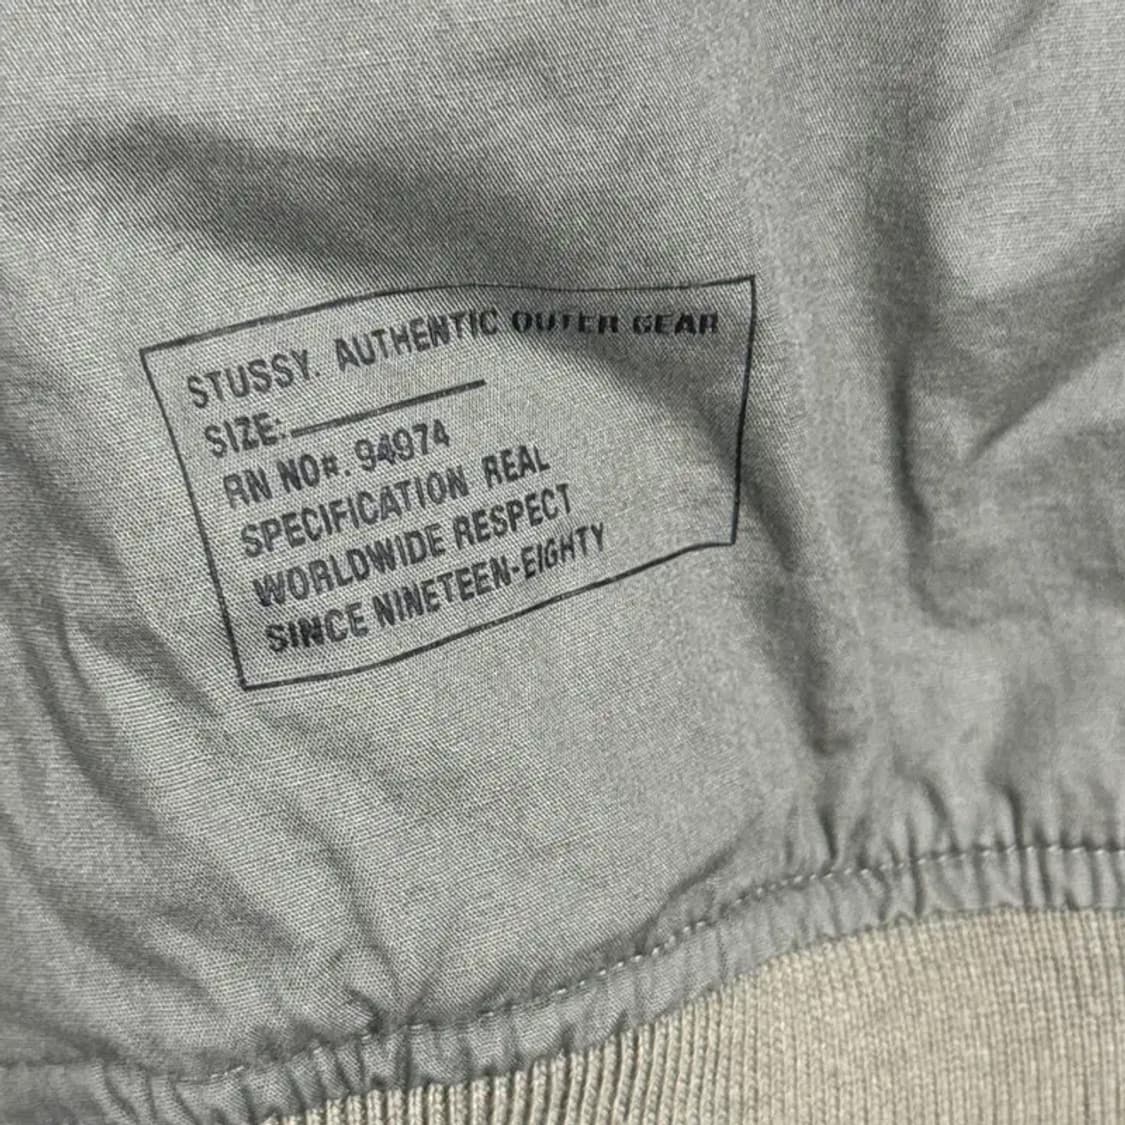 STUSSY. AUTHENTIC OUTER GEAR
SIZE:
RN NO#. 94974
SPECIFICATION REAL
WORLDWIDE RESPECT
SINCE NINETEEN-EIGHTY